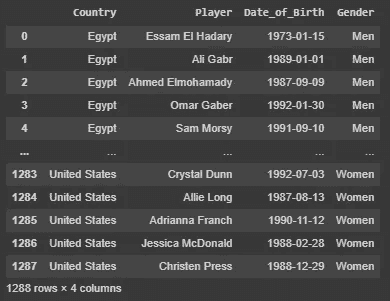 Country Player Date_of_Birth Gender
0 Egypt Essam El Hadary 1973-01-15 Men
1 Egypt Ali Gabr 1989-01-01 Men
2 Egypt Ahmed Elmohamady 1987-09-09 Men
3 Egypt Omar Gaber 1992-01-30 Men
4 Egypt Sam Morsy 1991-09-10 Men
... ... ... ... ...
1283 United States Crystal Dunn 1992-07-03 Women
1284 United States Allie Long 1987-08-13 Women
1285 United States Adrianna Franch 1990-11-12 Women
1286 United States Jessica McDonald 1988-02-28 Women
1287 United States Christen Press 1988-12-29 Women
1288 rows × 4 columns